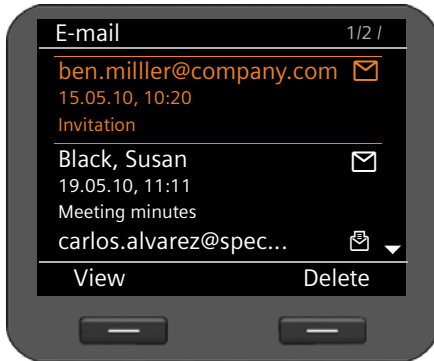 E-mail 1/2 /
ben.milller@company.com
15.05.10, 10:20
Invitation
Black, Susan
19.05.10, 11:11
Meeting minutes
carlos.alvarez@spec...
View Delete